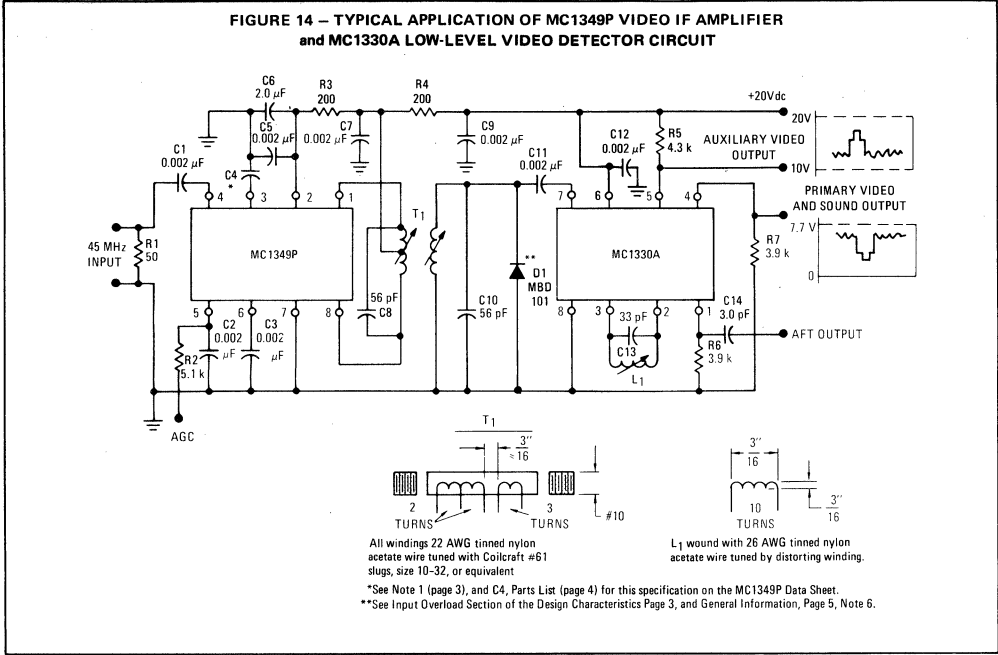 FIGURE 14 – TYPICAL APPLICATION OF MC1349P VIDEO IF AMPLIFIER
and MC1330A LOW-LEVEL VIDEO DETECTOR CIRCUIT
C6
2.0 µF
R3
200
R4
200
+20Vdc
C5
0.002 µF
C7
0.002 µF
C9
0.002 µF
C12
0.002 µF
R5
4.3 k
20V
AUXILIARY VIDEO
OUTPUT
10V
C1
0.002 µF
C4
*
C11
0.002 µF
4
3
2
1
T1
7
6
5
4
PRIMARY VIDEO
AND SOUND OUTPUT
7.7 V
0
45 MHz
INPUT
R1
50
MC1349P
**
D1
MBD
101
MC1330A
R7
3.9 k
56 pF
C8
C10
56 pF
5
6
7
8
8
3
2
1
33 pF
C13
C14
3.0 pF
AFT OUTPUT
C2
0.002
µF
C3
0.002
µF
R2
5.1 k
L1
R6
3.9 k
AGC
T1
≈ 3″
16
2
TURNS
3
TURNS
#10
3″
16
10
TURNS
3″
16
All windings 22 AWG tinned nylon
acetate wire tuned with Coilcraft #61
slugs, size 10-32, or equivalent
L1 wound with 26 AWG tinned nylon
acetate wire tuned by distorting winding.
*See Note 1 (page 3), and C4, Parts List (page 4) for this specification on the MC1349P Data Sheet.
**See Input Overload Section of the Design Characteristics Page 3, and General Information, Page 5, Note 6.